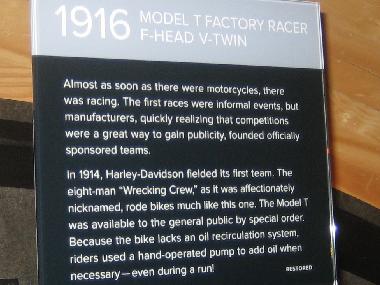 1916 MODEL T FACTORY RACER
F-HEAD V-TWIN
Almost as soon as there were motorcycles, there
was racing. The first races were informal events, but
manufacturers, quickly realizing that competitions
were a great way to gain publicity, founded officially
sponsored teams.
In 1914, Harley-Davidson fielded its first team. The
eight-man “Wrecking Crew,” as it was affectionately
nicknamed, rode bikes much like this one. The Model T
was available to the general public by special order.
Because the bike lacks an oil recirculation system,
riders used a hand-operated pump to add oil when
necessary—even during a run!
RESTORED